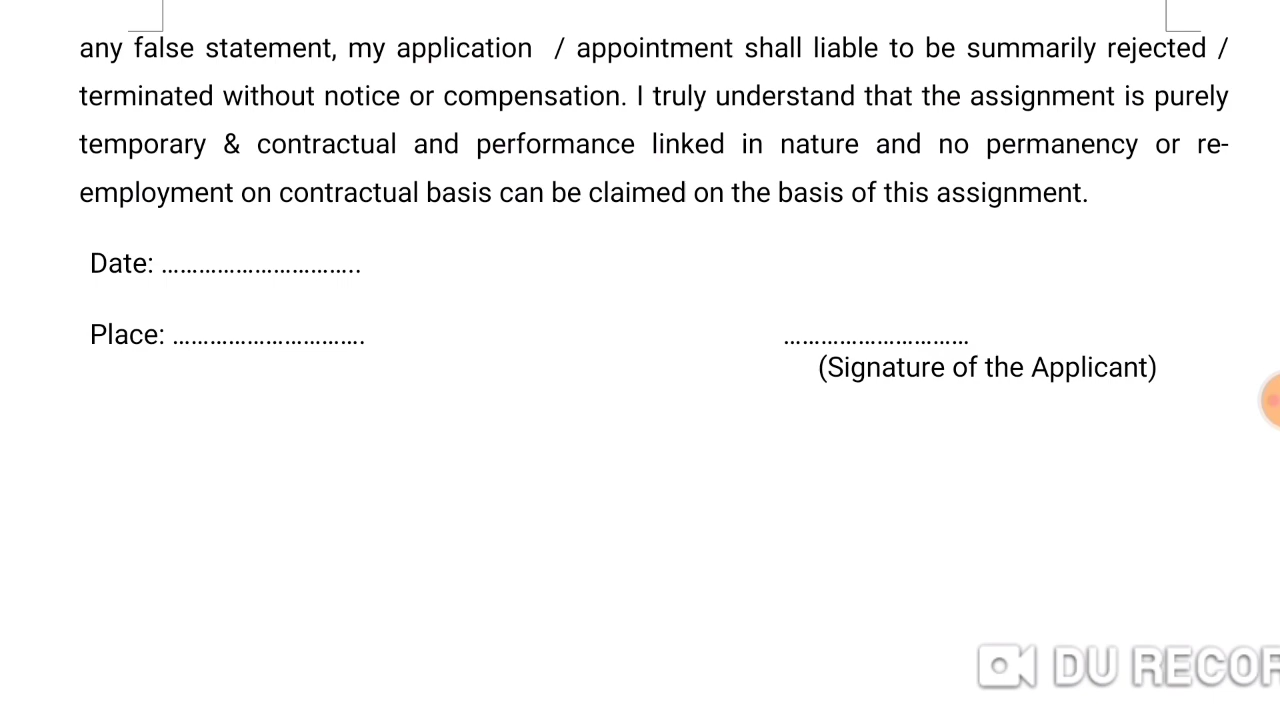 any false statement, my application / appointment shall liable to be summarily rejected /
terminated without notice or compensation. I truly understand that the assignment is purely
temporary & contractual and performance linked in nature and no permanency or re-
employment on contractual basis can be claimed on the basis of this assignment.
Date: …………………………..
Place: ………………………….
…………………………
(Signature of the Applicant)
DU RECOR